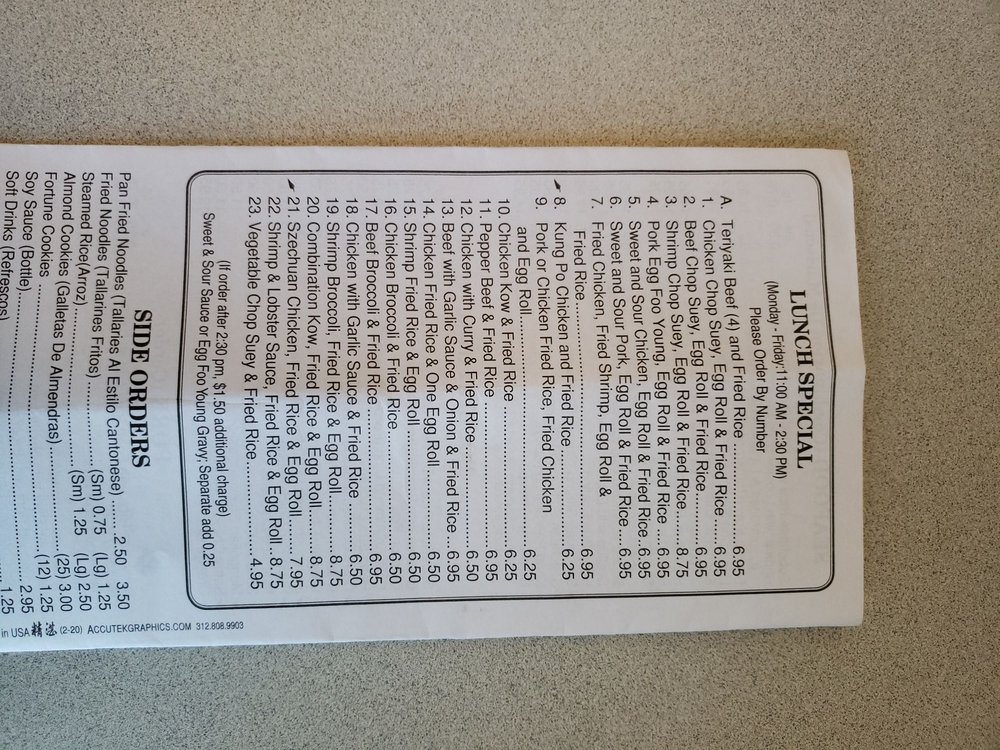 LUNCH SPECIAL
(Monday - Friday:11:00 AM - 2:30 PM)
Please Order By Number
A. Teriyaki Beef (4) and Fried Rice ........ 6.95
1. Chicken Chop Suey, Egg Roll & Fried Rice ... 6.95
2. Beef Chop Suey, Egg Roll & Fried Rice. ....... 6.95
3. Shrimp Chop Suey, Egg Roll & Fried Rice ..... 8.75
4. Pork Egg Foo Young, Egg Roll & Fried Rice .. 6.95
5. Sweet and Sour Chicken, Egg Roll & Fried Rice 6.95
6. Sweet and Sour Pork, Egg Roll & Fried Rice .. 6.95
7. Fried Chicken, Fried Shrimp, Egg Roll &
Fried Rice........................ 6.95
8. Kung Po Chicken and Fried Rice ............ 6.25
9. Pork or Chicken Fried Rice, Fried Chicken
and Egg Roll........................ 6.25
10. Chicken Kow & Fried Rice ................ 6.25
11. Pepper Beef & Fried Rice ................ 6.95
12. Chicken with Curry & Fried Rice............ 6.50
13. Beef with Garlic Sauce & Onion & Fried Rice .. 6.95
14. Chicken Fried Rice & One Egg Roll .......... 6.50
15. Shrimp Fried Rice & Egg Roll .............. 6.50
16. Chicken Broccoli & Fried Rice.............. 6.50
17. Beef Broccoli & Fried Rice................ 6.95
18. Chicken with Garlic Sauce & Fried Rice ...... 6.50
19. Shrimp Broccoli, Fried Rice & Egg Roll........ 8.75
20. Combination Kow, Fried Rice & Egg Roll...... 8.75
21. Szechuan Chicken, Fried Rice & Egg Roll. .... 7.95
22. Shrimp & Lobster Sauce, Fried Rice & Egg Roll . 8.75
23. Vegetable Chop Suey & Fried Rice .......... 4.95
(If order after 2:30 pm, $1.50 additional charge)
Sweet & Sour Sauce or Egg Foo Young Gravy; Separate add 0.25
SIDE ORDERS
Pan Fried Noodles (Tallaries Al Estilo Cantonese) ....... 2.50 3.50
Fried Noodles (Tallarines Fritos) .............. (Sm) 0.75 (Lg) 1.25
Steamed Rice(Arroz)...................... (Sm) 1.25 (Lg) 2.50
Almond Cookies (Galletas De Almendras) .............. (25) 3.00
Fortune Cookies ........................ (12) 1.25
Soy Sauce (Bottle)........................ 2.95
Soft Drinks (Refrescos) ........................ 1.25
in USA 精湛 (2-20) ACCUTEKGRAPHICS.COM 312.808.9903